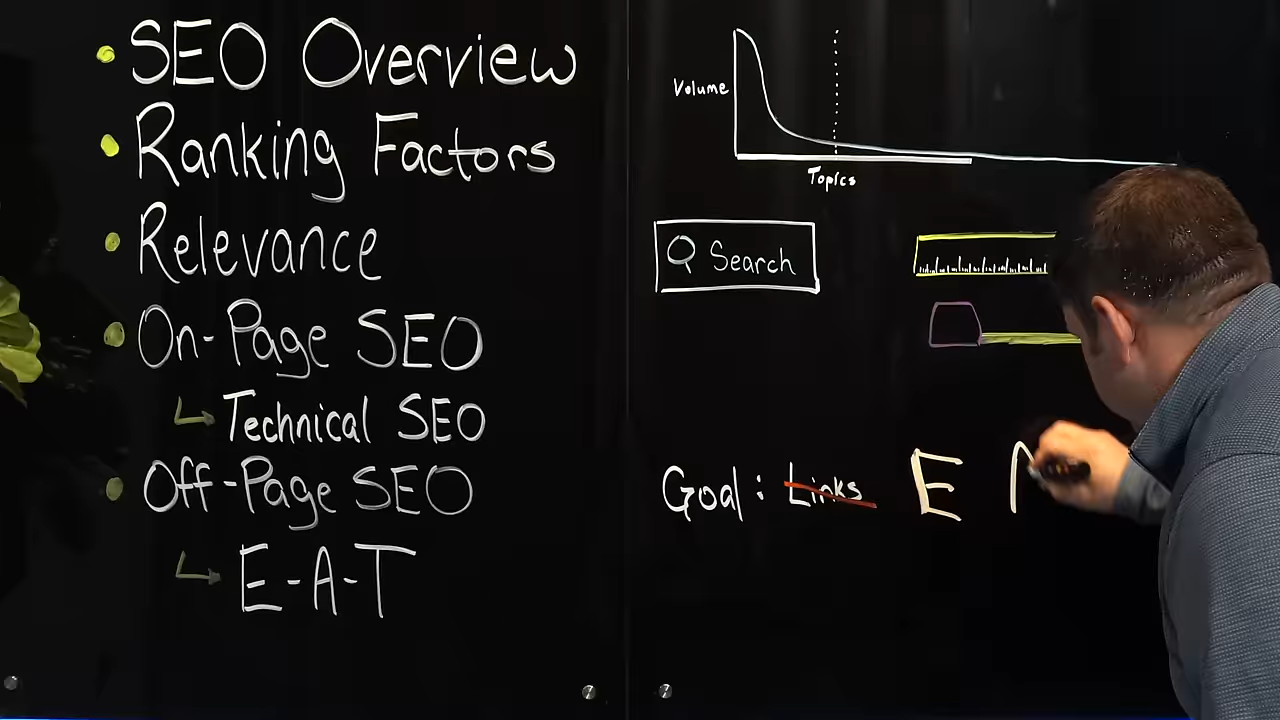 SEO Overview
Ranking Factors
Relevance
On-Page SEO
Technical SEO
Off-Page SEO
E-A-T
Volume
Topics
Search
Goal: Links E